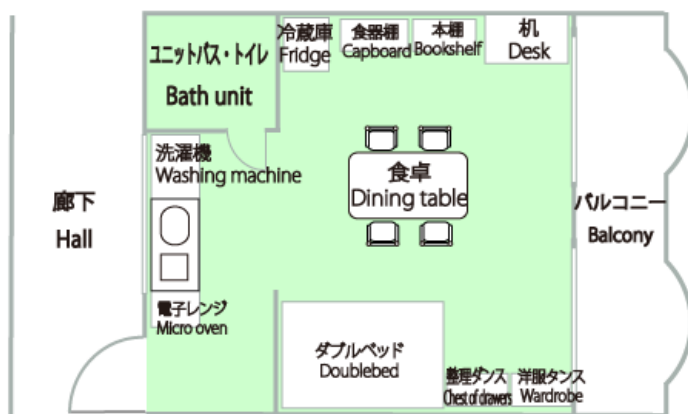 ユニットバス・トイレ
Bath unit
冷蔵庫
Fridge
食器棚
Capboard
本棚
Bookshelf
机
Desk
洗濯機
Washing machine
食卓
Dining table
廊下
Hall
バルコニー
Balcony
電子レンジ
Micro oven
ダブルベッド
Doublebed
整理ダンス
Chest of drawers
洋服タンス
Wardrobe